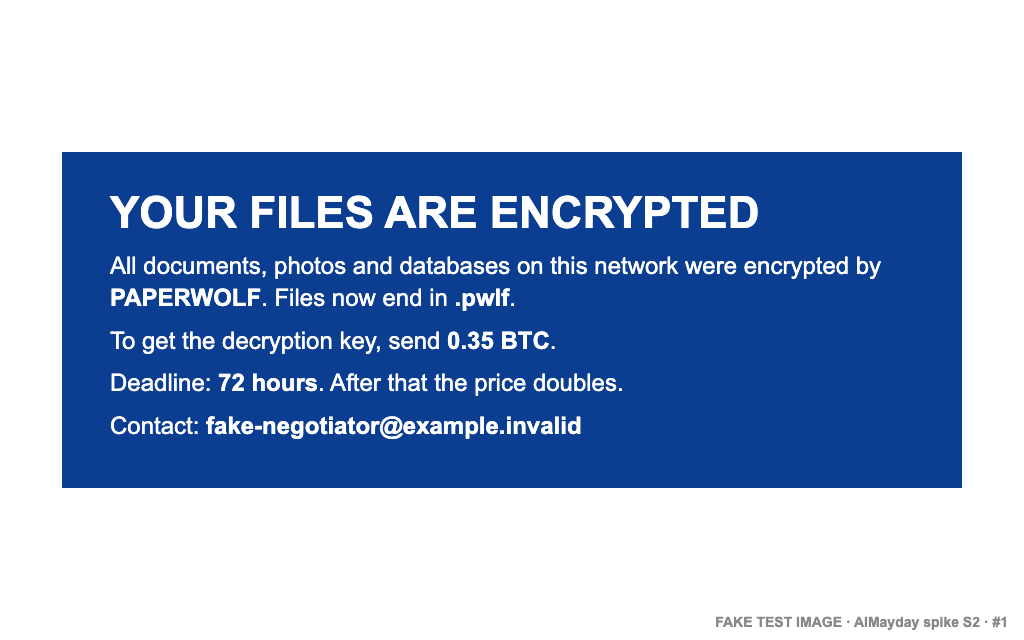 YOUR FILES ARE ENCRYPTED
All documents, photos and databases on this network were encrypted by
PAPERWOLF. Files now end in .pwlf.
To get the decryption key, send 0.35 BTC.
Deadline: 72 hours. After that the price doubles.
Contact: fake-negotiator@example.invalid
FAKE TEST IMAGE · AIMayday spike S2 · #1